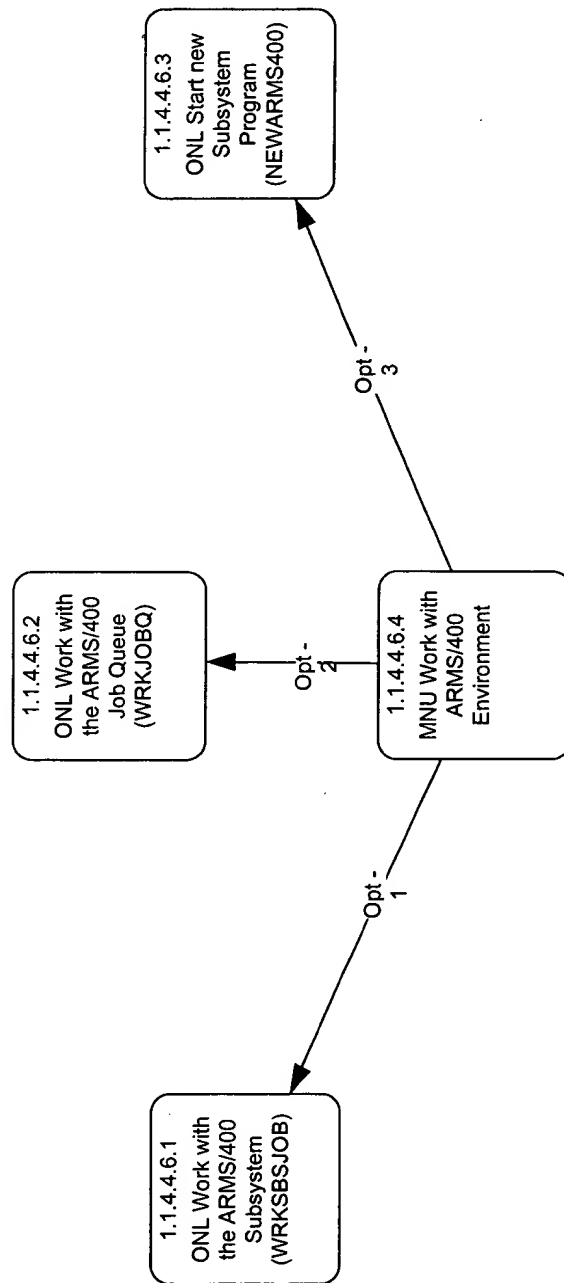 1.1.4.4.6.1
ONL Work with
the ARMS/400
Subsystem
(WRKSBSJOB)
Opt -
1
1.1.4.4.6.2
ONL Work with
the ARMS/400
Job Queue
(WRKJOBQ)
Opt -
2
1.1.4.4.6.4
MNU Work with
ARMS/400
Environment
Opt -
3
1.1.4.4.6.3
ONL Start new
Subsystem
Program
(NEWARMS400)